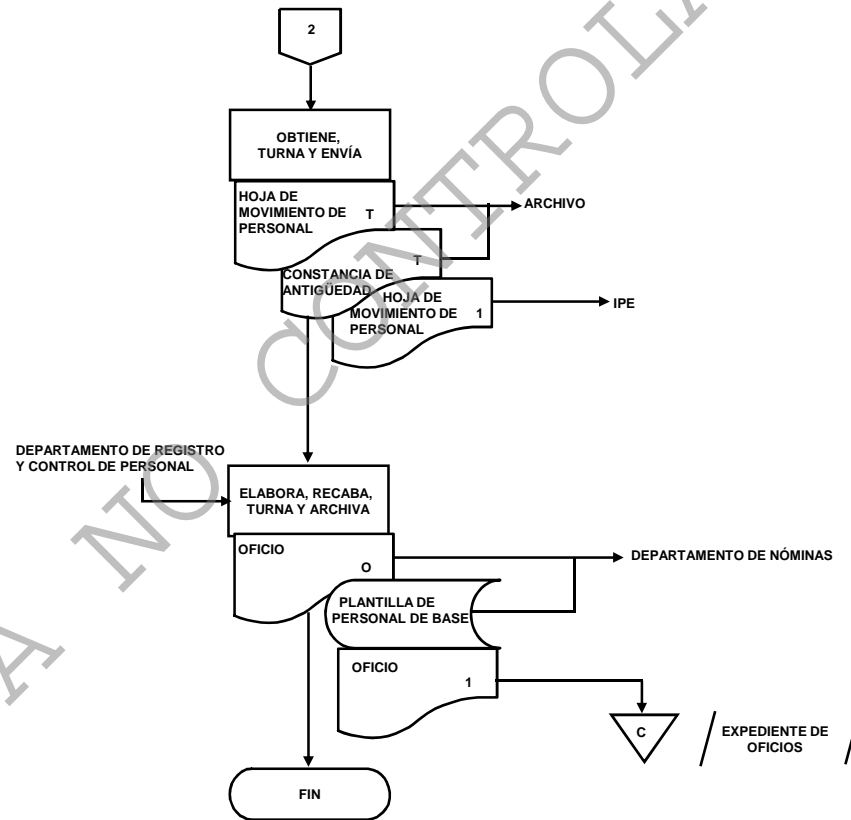 2
OBTIENE,
TURNA Y ENVÍA
HOJA DE
MOVIMIENTO DE
PERSONAL
T
ARCHIVO
CONSTANCIA DE
ANTIGÜEDAD
T
HOJA DE
MOVIMIENTO DE
PERSONAL
1
IPE
DEPARTAMENTO DE REGISTRO
Y CONTROL DE PERSONAL
ELABORA, RECABA,
TURNA Y ARCHIVA
OFICIO
O
DEPARTAMENTO DE NÓMINAS
PLANTILLA DE
PERSONAL DE BASE
OFICIO
1
C
EXPEDIENTE DE
OFICIOS
FIN
A NO CONTROLA